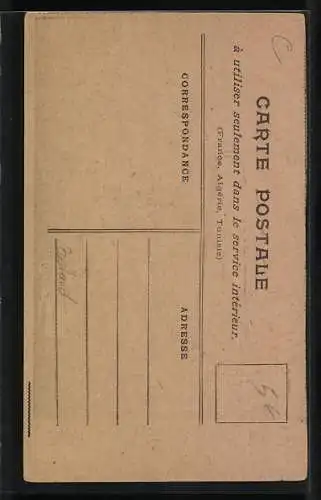 CARTE POSTALE
à utiliser seulement dans le service intérieur.
(France, Algérie, Tunisie)
CORRESPONDANCE
ADRESSE